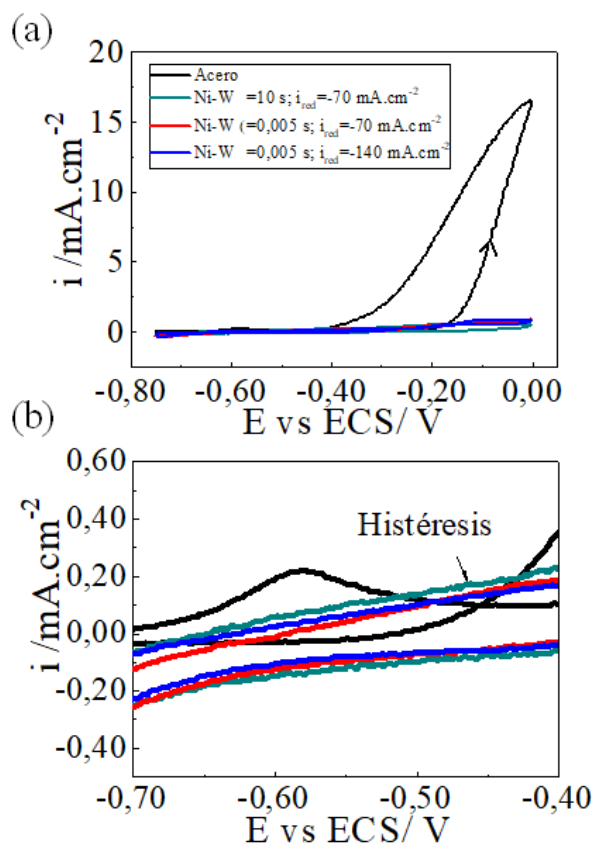 (a)
20
15
10
5
0
i /mA.cm-2
Acero
Ni-W =10 s; ired=-70 mA.cm-2
Ni-W (=0,005 s; ired=-70 mA.cm-2
Ni-W =0,005 s; ired=-140 mA.cm-2
-0,80 -0,60 -0,40 -0,20 0,00
E vs ECS/ V
(b)
0,60
0,40
0,20
0,00
-0,20
-0,40
i /mA.cm-2
Histéresis
-0,70 -0,60 -0,50 -0,40
E vs ECS/ V